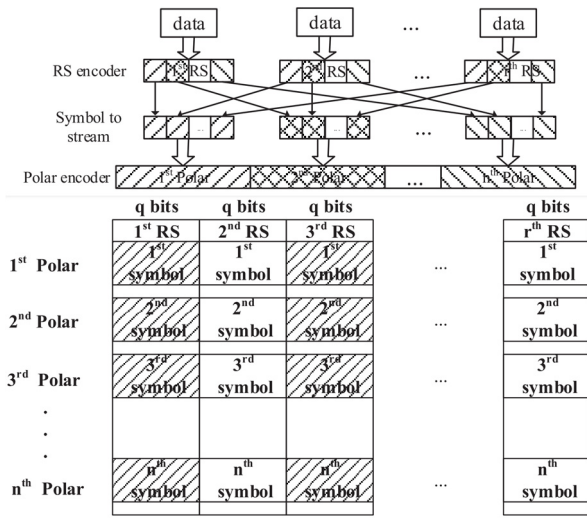 data data ... data
RS encoder 1st RS 2nd RS ... rth RS
Symbol to stream ... ... ... ...
Polar encoder 1st Polar 2nd Polar ... nth Polar
q bits q bits q bits q bits
1st RS 2nd RS 3rd RS rth RS
1st Polar 1st symbol 1st symbol 1st symbol ... 1st symbol
2nd Polar 2nd symbol 2nd symbol 2nd symbol ... 2nd symbol
3rd Polar 3rd symbol 3rd symbol 3rd symbol ... 3rd symbol
.
.
.
nth Polar nth symbol nth symbol nth symbol ... nth symbol